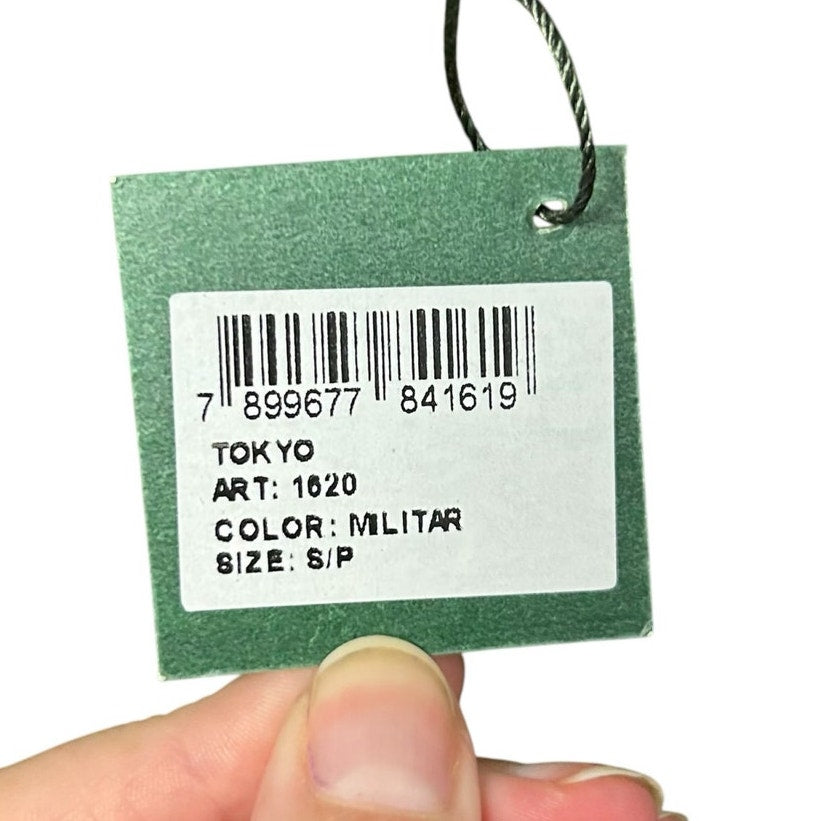 7 899677 841619
TOKYO
ART: 1620
COLOR: MILITAR
SIZE: S/P